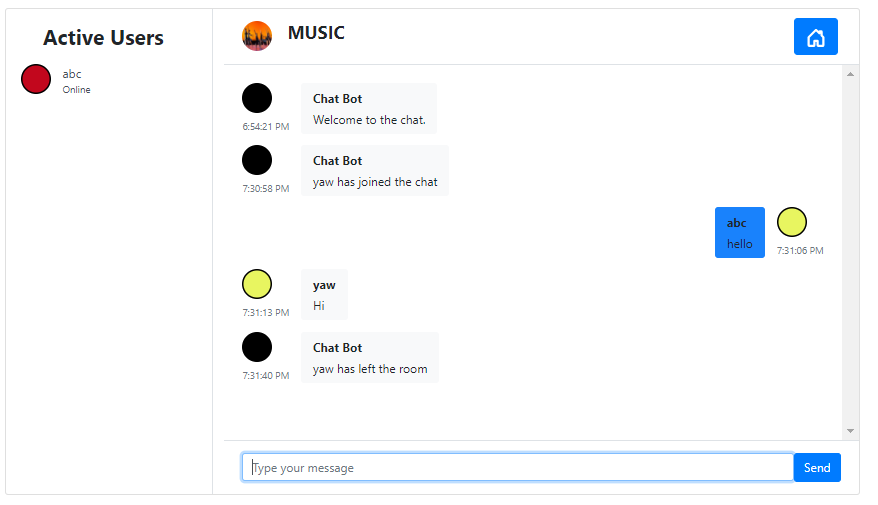 Active Users
abc
Online
MUSIC
Chat Bot
Welcome to the chat.
6:54:21 PM
Chat Bot
yaw has joined the chat
7:30:58 PM
abc
hello
7:31:06 PM
yaw
Hi
7:31:13 PM
Chat Bot
yaw has left the room
7:31:40 PM
Type your message
Send